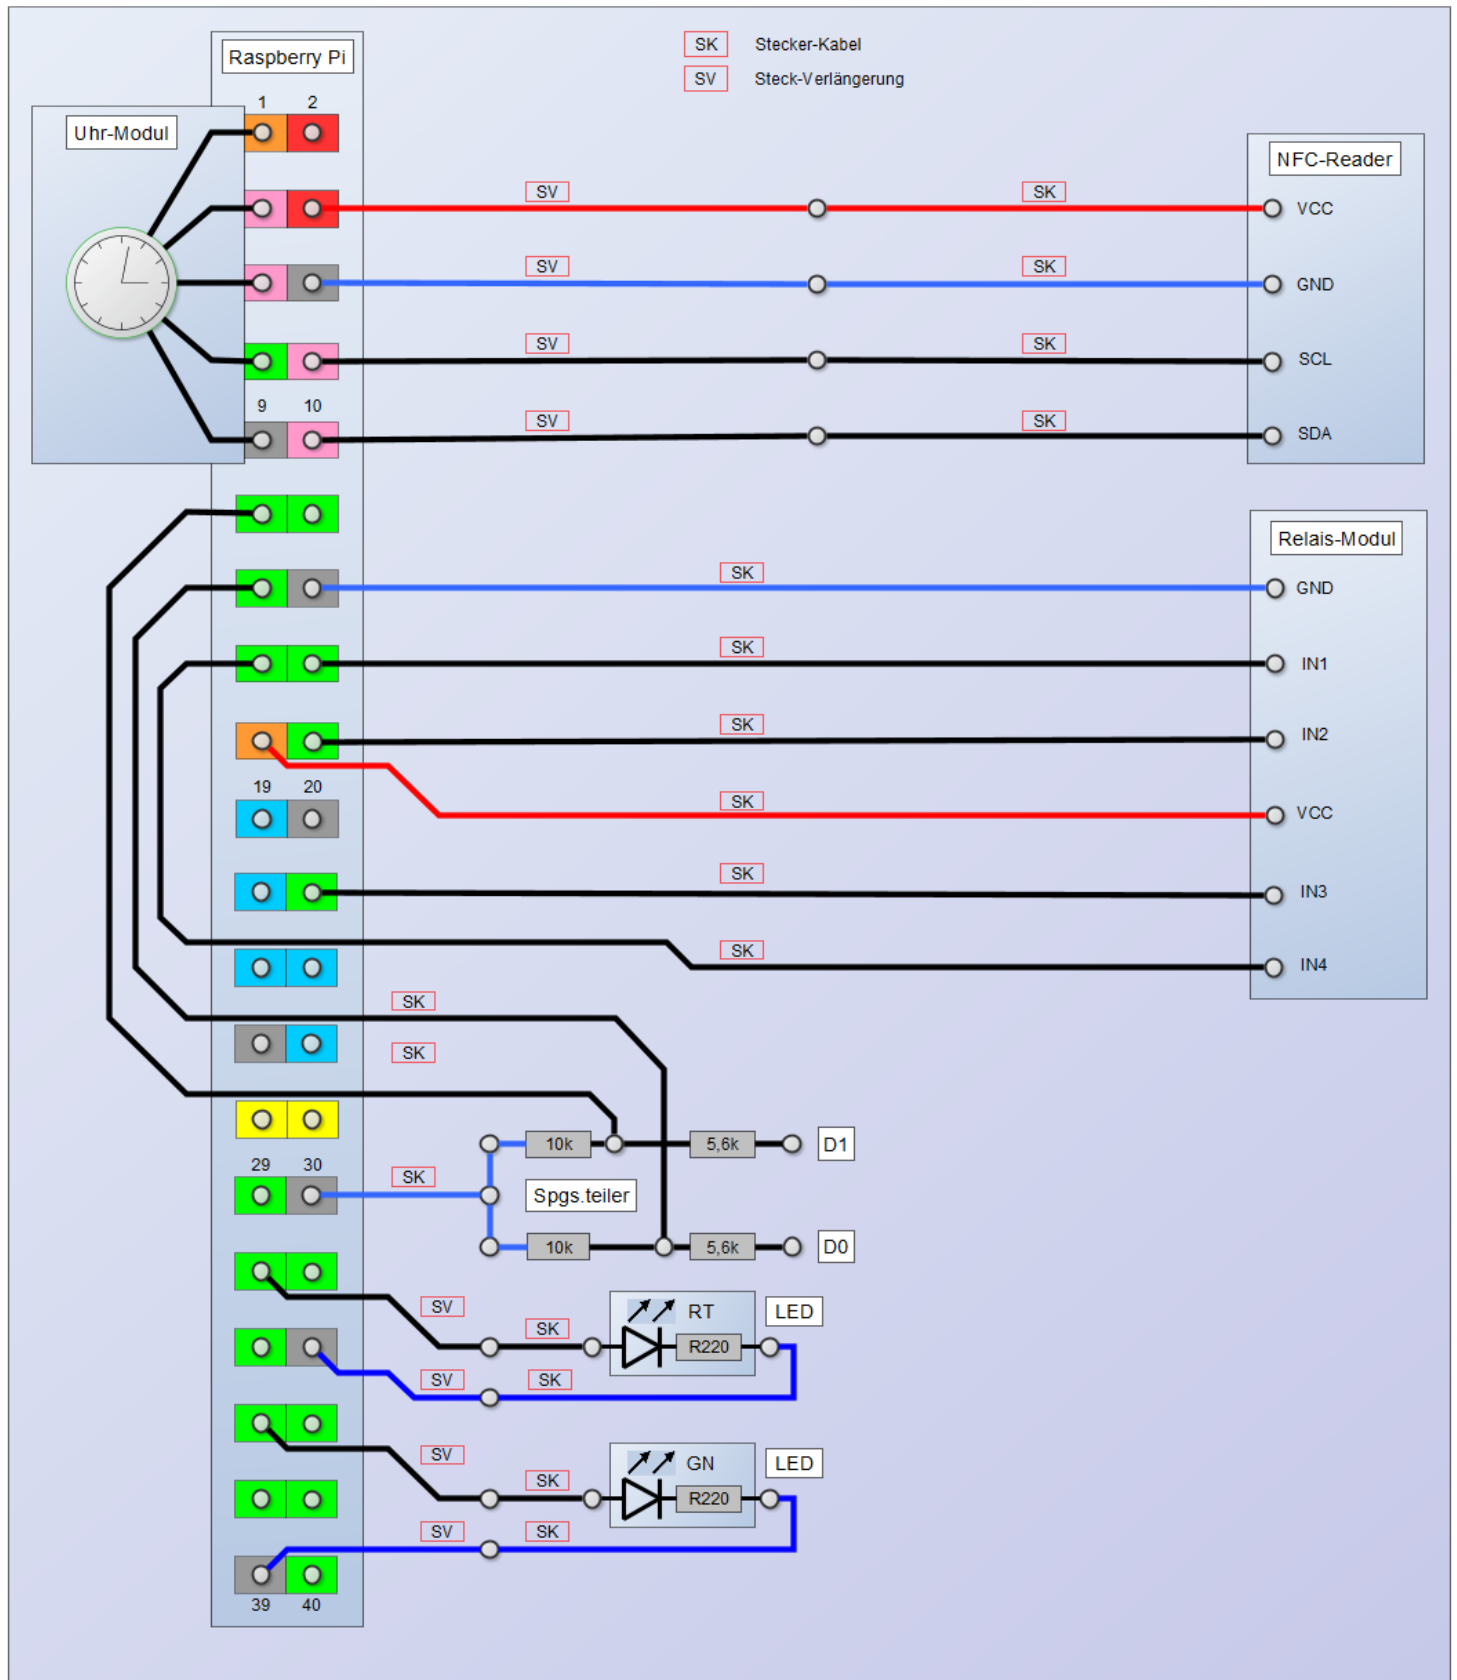 SK Stecker-Kabel
Raspberry Pi
SV Steck-Verlängerung
1 2
Uhr-Modul
NFC-Reader
SV SK
VCC
SV SK
GND
SV SK
SCL
9 10
SV SK
SDA
Relais-Modul
SK
GND
SK
IN1
SK
IN2
19 20
SK
VCC
SK
IN3
SK
IN4
SK
SK
10k 5,6k D1
29 30
SK
Spgs.teiler
10k 5,6k D0
SV
RT LED
SK
R220
SV SK
SV
GN LED
SK
R220
SV SK
39 40